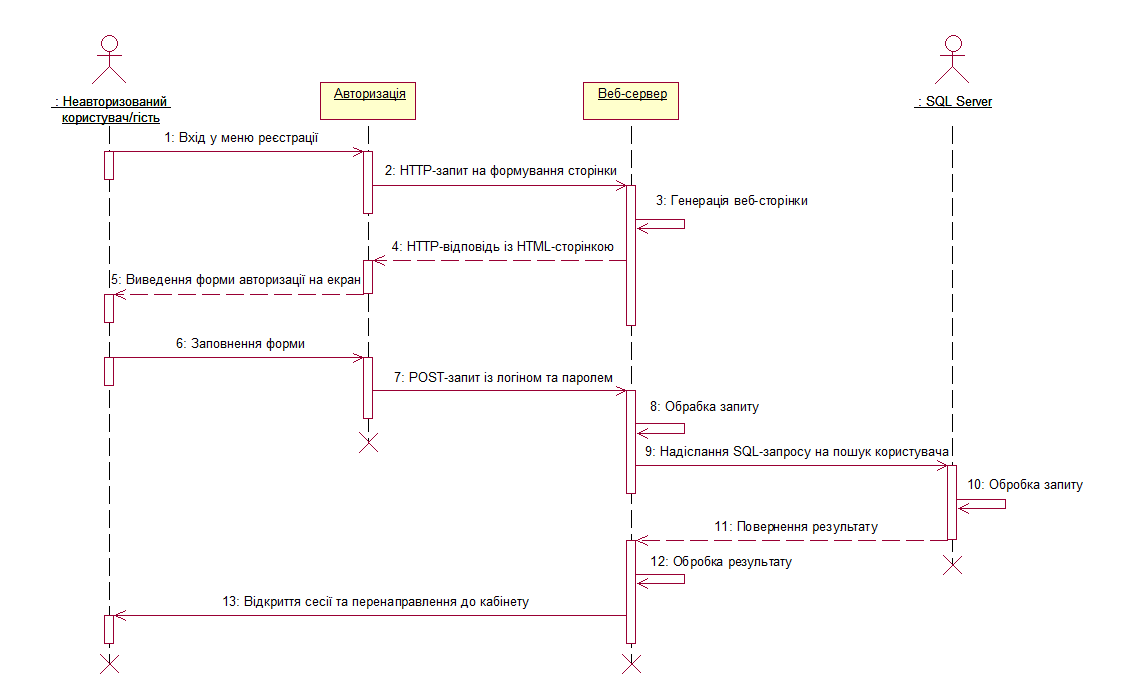 : Неавторизований
користувач/гість
Авторизація
Веб-сервер
: SQL Server
1: Вхід у меню реєстрації
2: HTTP-запит на формування сторінки
3: Генерація веб-сторінки
4: HTTP-відповідь із HTML-сторінкою
5: Виведення форми авторизації на екран
6: Заповнення форми
7: POST-запит із логіном та паролем
8: Обрабка запиту
9: Надіслання SQL-запросу на пошук користувача
10: Обробка запиту
11: Повернення результату
12: Обробка результату
13: Відкриття сесії та перенаправлення до кабінету